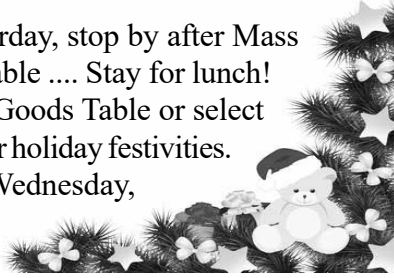 rday, stop by after Mass
able .... Stay for lunch!
Goods Table or select
r holiday festivities.
Wednesday,